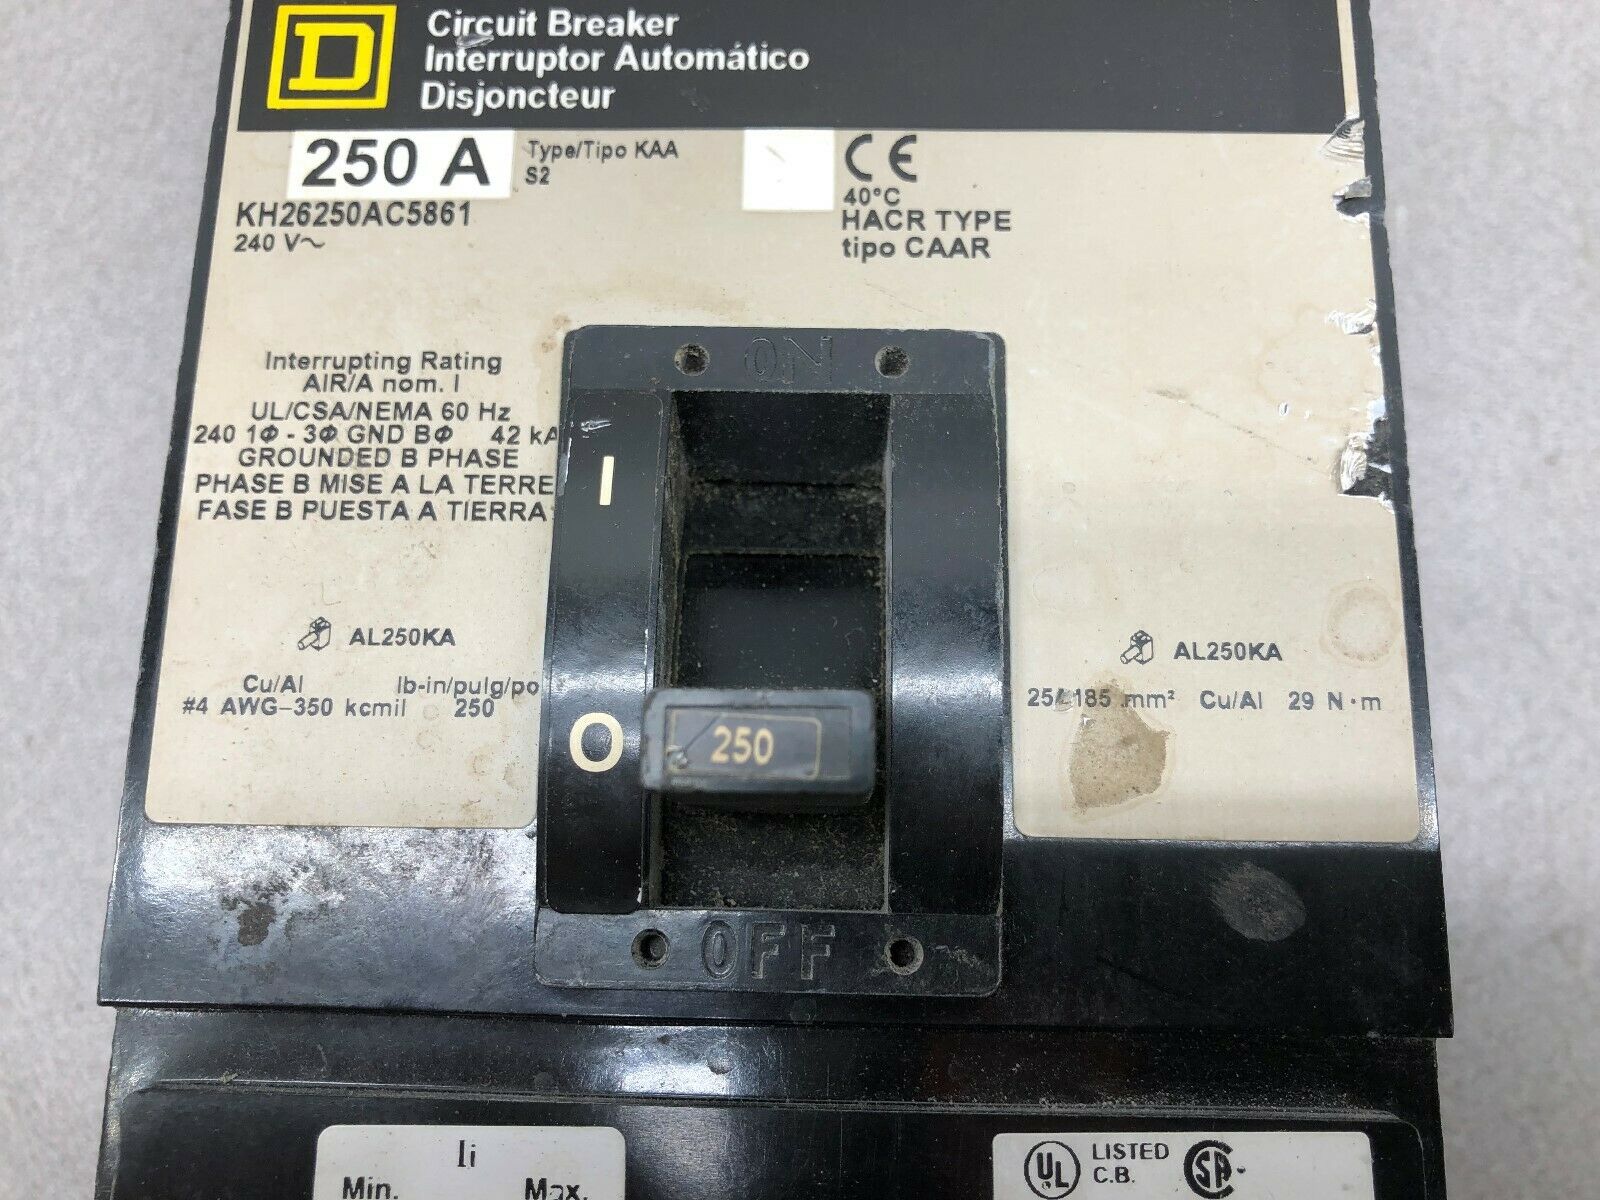 D
Circuit Breaker
Interruptor Automático
Disjoncteur
250 A
Type/Tipo KAA
S2
KH26250AC5861
240 V~
CE
40°C
HACR TYPE
tipo CAAR
Interrupting Rating
AIR/A nom. I
UL/CSA/NEMA 60 Hz
240 1Φ - 3Φ GND BΦ 42 kA
GROUNDED B PHASE
PHASE B MISE A LA TERRE
FASE B PUESTA A TIERRA
ON
I
AL250KA
Cu/Al lb-in/pulg/po
#4 AWG-350 kcmil 250
O
250
OFF
AL250KA
25/185 mm² Cu/Al 29 N·m
Ii
Min. Max.
UL
LISTED
C.B.
SA